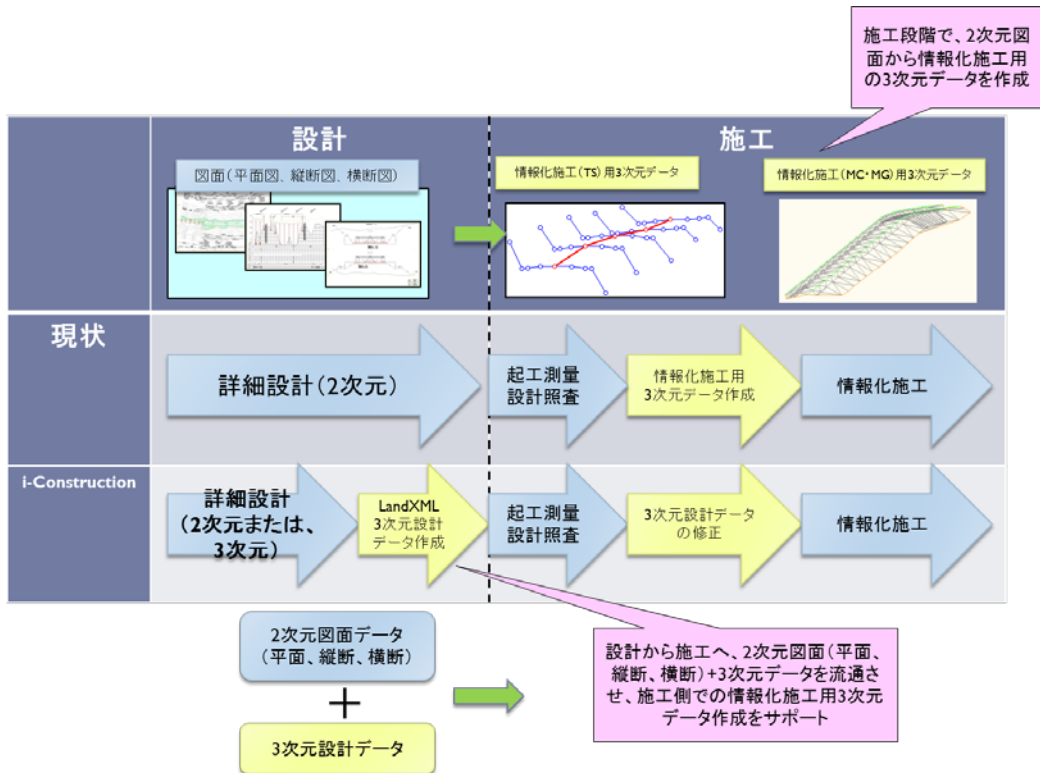 施工段階で、2次元図
面から情報化施工用
の3次元データを作成
設計
施工
図面(平面図、縦断図、横断図)
情報化施工(TS)用3次元データ
情報化施工(MC・MG)用3次元データ
現状
詳細設計(2次元)
起工測量
設計照査
情報化施工用
3次元データ作成
情報化施工
i-Construction
詳細設計
(2次元または、
3次元)
LandXML
3次元設計
データ作成
起工測量
設計照査
3次元設計データ
の修正
情報化施工
2次元図面データ
(平面、縦断、横断)
+
3次元設計データ
設計から施工へ、2次元図面(平面、
縦断、横断)+3次元データを流通さ
せ、施工側での情報化施工用3次元
データ作成をサポート